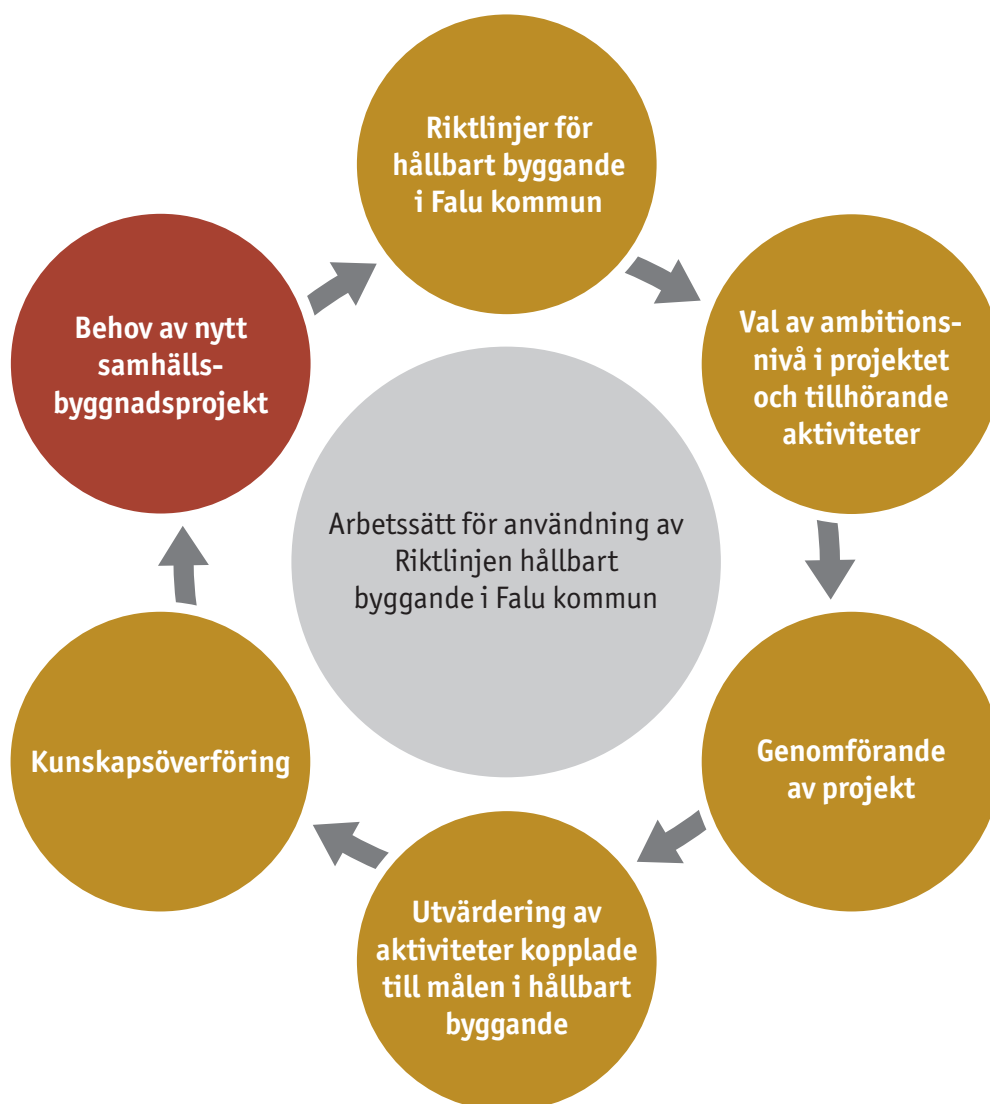 Riktlinjer för
hållbart byggande
i Falu kommun
Behov av nytt
samhälls-
byggnadsprojekt
Val av ambitions-
nivå i projektet
och tillhörande
aktiviteter
Arbetssätt för användning av
Riktlinjen hållbart
byggande i Falu kommun
Kunskapsöverföring
Genomförande
av projekt
Utvärdering av
aktiviteter kopplade
till målen i hållbart
byggande